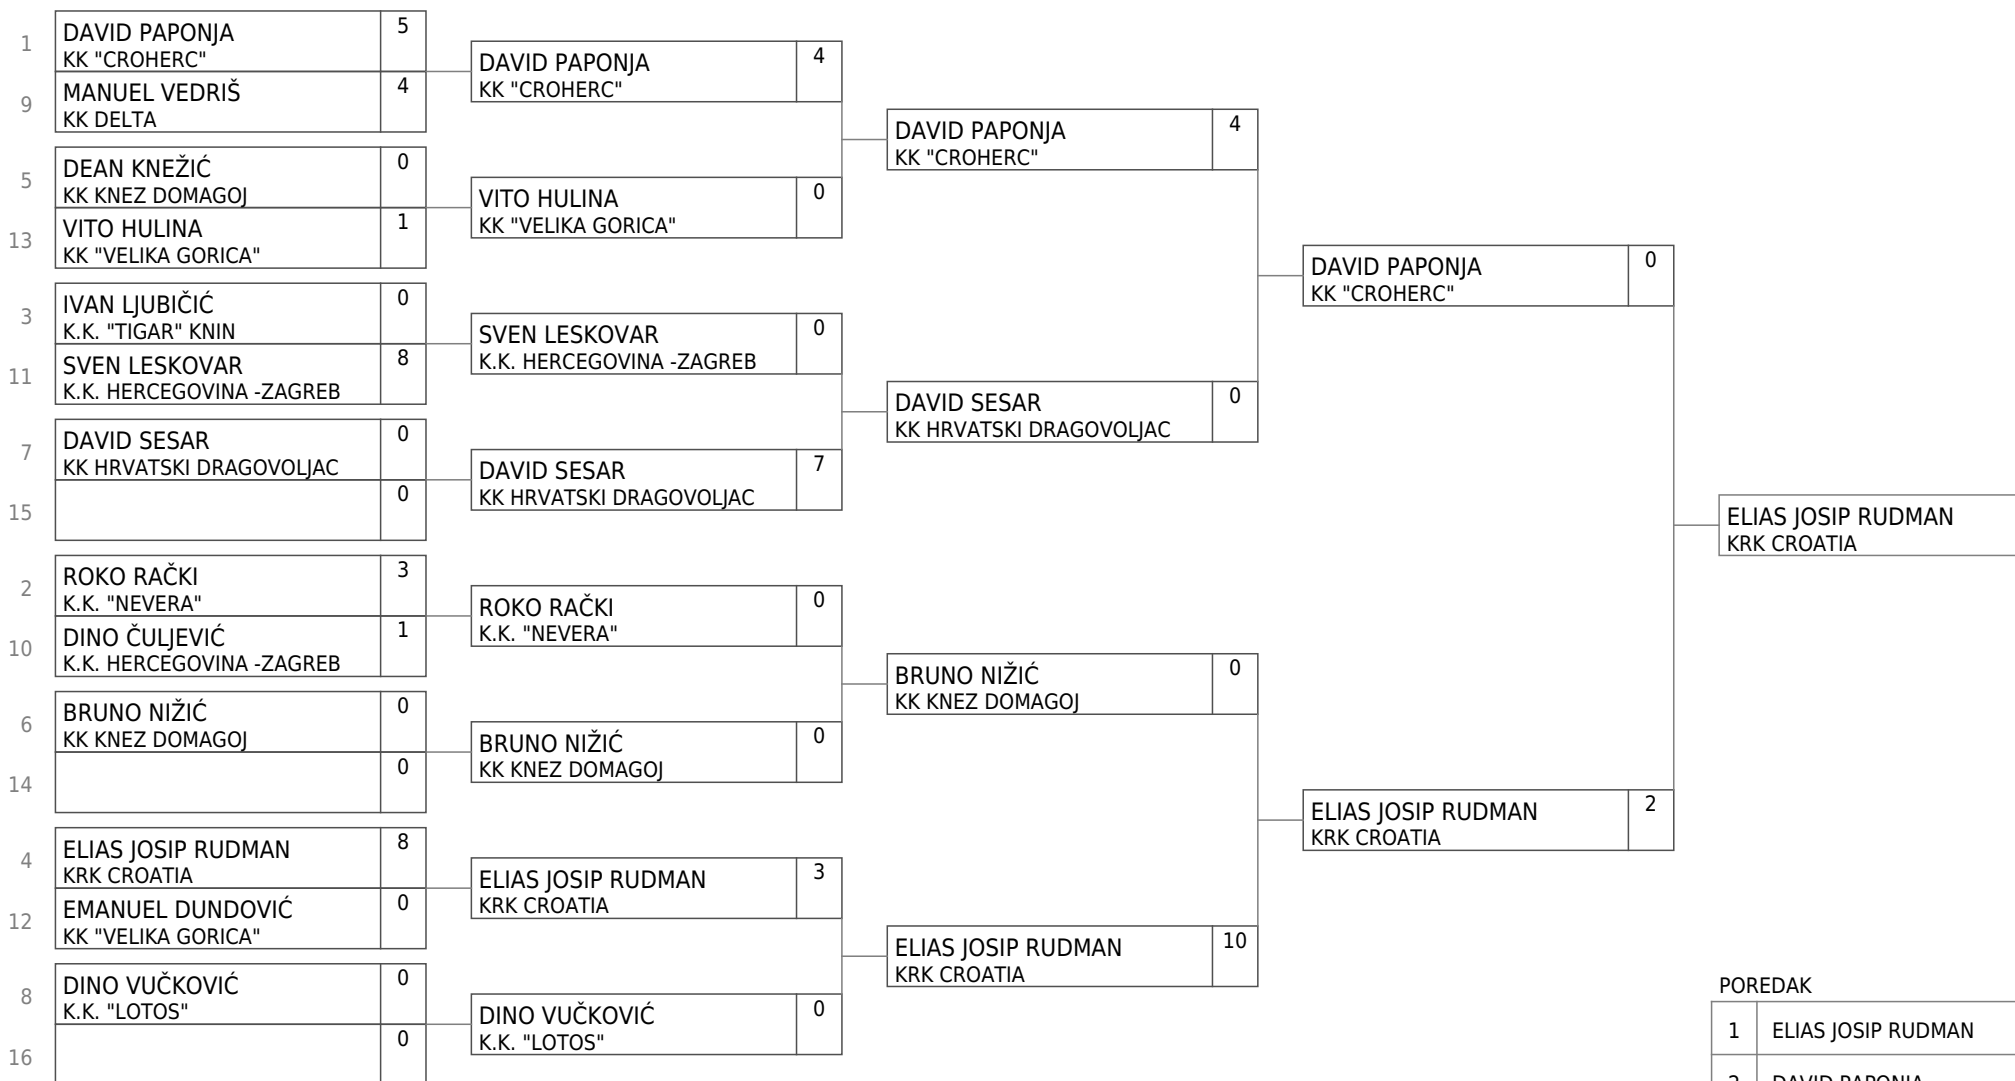 1
DAVID PAPONJA
KK "CROHERC"
5
9
MANUEL VEDRIŠ
KK DELTA
4
5
DEAN KNEŽIĆ
KK KNEZ DOMAGOJ
0
13
VITO HULINA
KK "VELIKA GORICA"
1
3
IVAN LJUBIČIĆ
K.K. "TIGAR" KNIN
0
11
SVEN LESKOVAR
K.K. HERCEGOVINA -ZAGREB
8
7
DAVID SESAR
KK HRVATSKI DRAGOVOLJAC
0
15
0
2
ROKO RAČKI
K.K. "NEVERA"
3
10
DINO ČULJEVIĆ
K.K. HERCEGOVINA -ZAGREB
1
6
BRUNO NIŽIĆ
KK KNEZ DOMAGOJ
0
14
0
4
ELIAS JOSIP RUDMAN
KRK CROATIA
8
12
EMANUEL DUNDOVIĆ
KK "VELIKA GORICA"
0
8
DINO VUČKOVIĆ
K.K. "LOTOS"
0
16
0
DAVID PAPONJA
KK "CROHERC"
4
VITO HULINA
KK "VELIKA GORICA"
0
SVEN LESKOVAR
K.K. HERCEGOVINA -ZAGREB
0
DAVID SESAR
KK HRVATSKI DRAGOVOLJAC
7
ROKO RAČKI
K.K. "NEVERA"
0
BRUNO NIŽIĆ
KK KNEZ DOMAGOJ
0
ELIAS JOSIP RUDMAN
KRK CROATIA
3
DINO VUČKOVIĆ
K.K. "LOTOS"
0
DAVID PAPONJA
KK "CROHERC"
4
DAVID SESAR
KK HRVATSKI DRAGOVOLJAC
0
BRUNO NIŽIĆ
KK KNEZ DOMAGOJ
0
ELIAS JOSIP RUDMAN
KRK CROATIA
10
DAVID PAPONJA
KK "CROHERC"
0
ELIAS JOSIP RUDMAN
KRK CROATIA
2
ELIAS JOSIP RUDMAN
KRK CROATIA
POREDAK
1 ELIAS JOSIP RUDMAN
2 DAVID PAPONJA